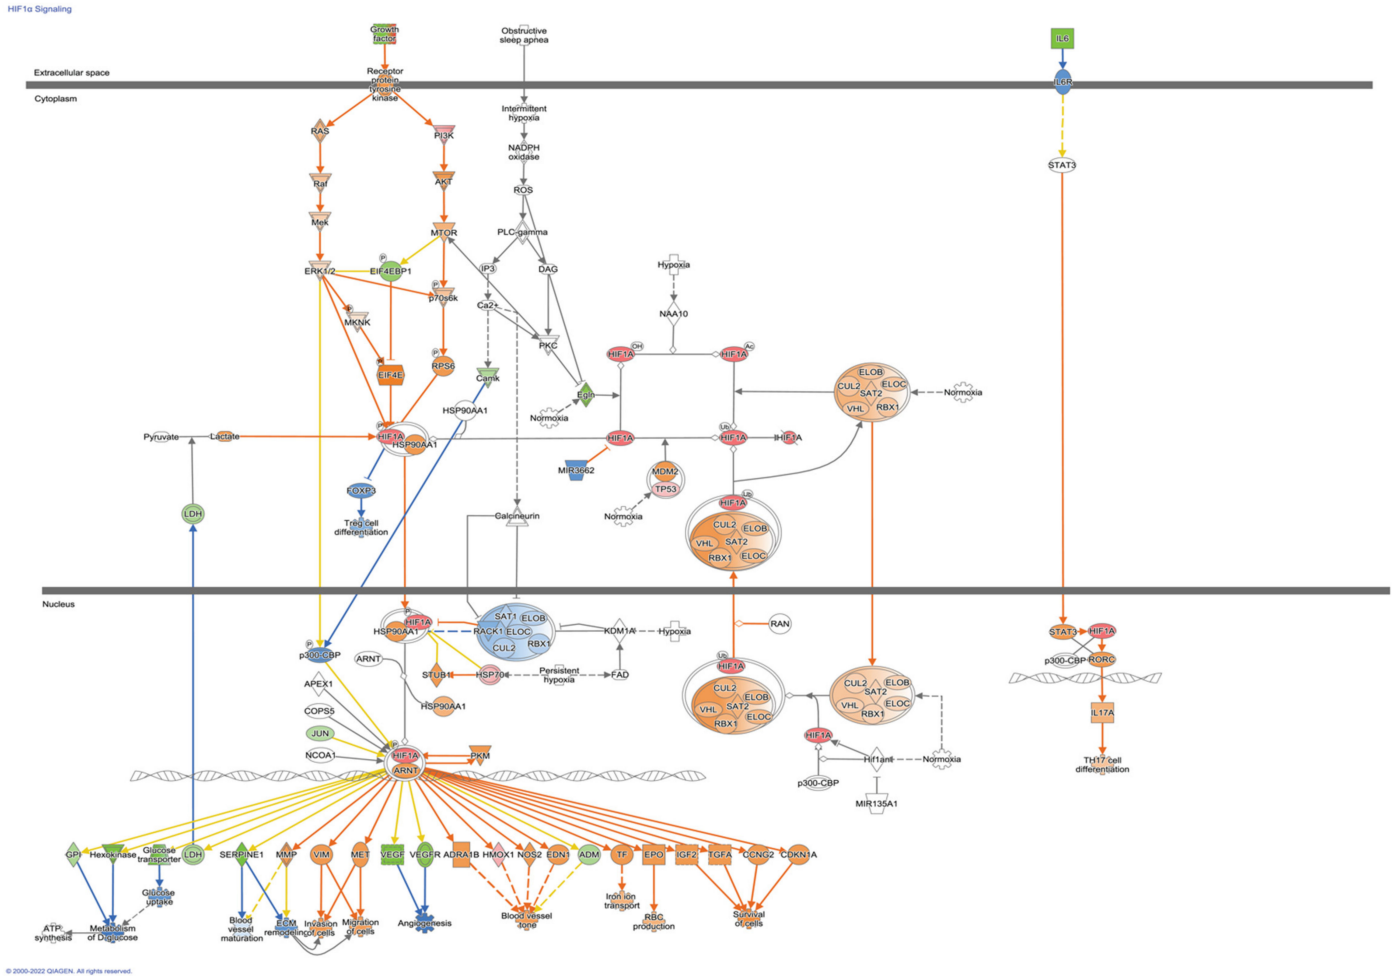 HIF1α Signaling
Growth
factor
Obstructive
sleep apnea
IL6
Extracellular space
Receptor
protein
tyrosine
kinase
IL6R
Cytoplasm
Intermittent
hypoxia
RAS
PI3K
NADPH
oxidase
STAT3
Raf
AKT
ROS
Mek
MTOR
PLC-gamma
P
ERK1/2
EIF4EBP1
IP3
DAG
Hypoxia
P
p70s6k
Ca2+
NAA10
P
MKNK
PKC
P
RPS6
HIF1A
OH
HIF1A
Ac
P
EIF4E
Camk
Egln
ELOB
CUL2
ELOC
SAT2
VHL
RBX1
Normoxia
HSP90AA1
Normoxia
Pyruvate
Lactate
P
HIF1A
HSP90AA1
HIF1A
Ub
HIF1A
HIF1A
MIR3662
MDM2
TP53
FOXP3
Treg cell
differentiation
LDH
Calcineurin
Normoxia
Ub
HIF1A
CUL2
ELOB
VHL
SAT2
RBX1
ELOC
Nucleus
P
HIF1A
HSP90AA1
SAT1
ELOB
RACK1
ELOC
CUL2
RBX1
KDM1A
Hypoxia
RAN
STAT3
HIF1A
p300-CBP
RORC
P
p300-CBP
ARNT
STUB1
HSP70
Persistent
hypoxia
FAD
Ub
HIF1A
CUL2
ELOB
VHL
SAT2
RBX1
ELOC
CUL2
ELOB
SAT2
VHL
ELOC
RBX1
APEX1
HSP90AA1
COPS5
IL17A
JUN
HIF1A
NCOA1
P
HIF1A
ARNT
PKM
Hif1ant
Normoxia
p300-CBP
TH17 cell
differentiation
MIR135A1
GPI
Hexokinase
Glucose
transporter
LDH
SERPINE1
MMP
VIM
MET
VEGF
VEGFR
ADRA1B
HMOX1
NOS2
EDN1
ADM
TF
EPO
IGF2
TGFA
CCNG2
CDKN1A
Glucose
uptake
Iron ion
transport
ATP
synthesis
Metabolism
of D-glucose
Blood
vessel
maturation
ECM
remodeling
Invasion
of cells
Migration
of cells
Angiogenesis
Blood vessel
tone
RBC
production
Survival
of cells
© 2000-2022 QIAGEN. All rights reserved.